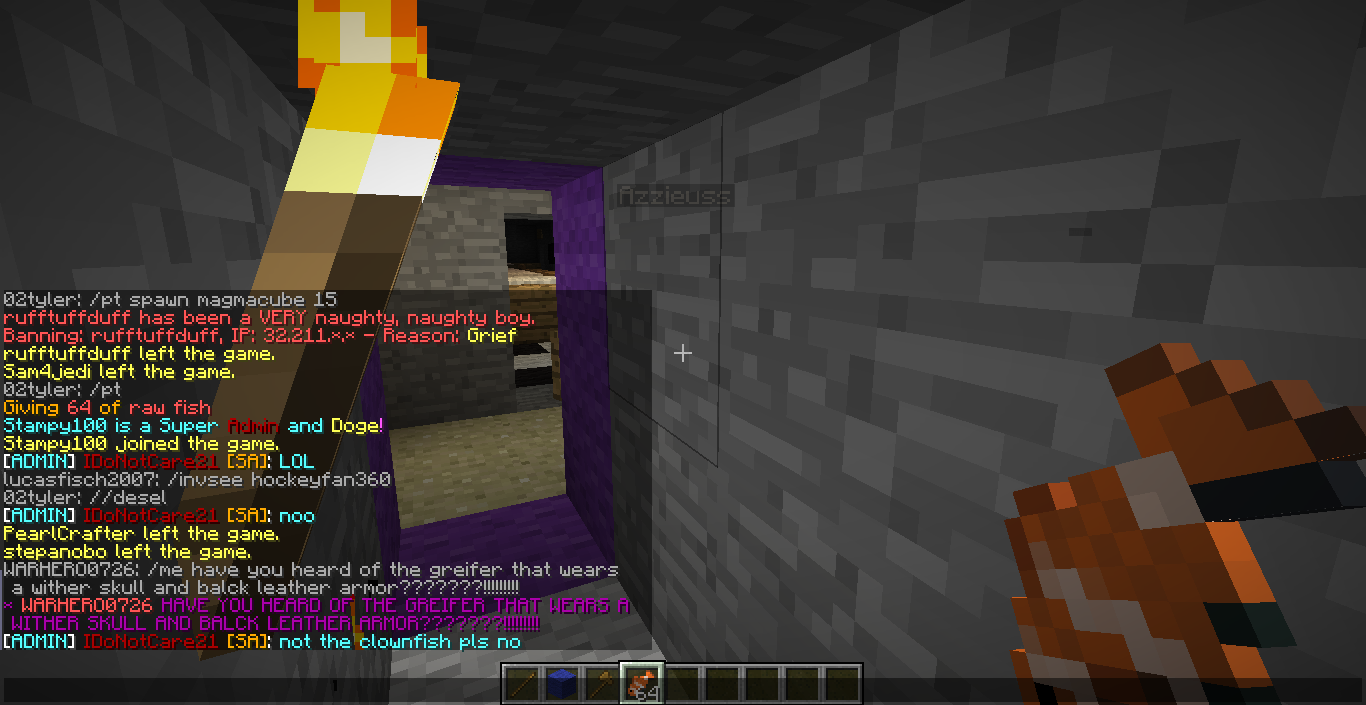 fizzieuss
02tyler: /pt spawn magmacube 15
rufftuffduff has been a VERY naughty, naughty boy.
Banning: rufftuffduff, IP: 32.211.×.× - Reason: Grief
rufftuffduff left the game.
Sam4jedi left the game.
02tyler: /pt
Giving 64 of raw fish
Stampy100 is a Super Admin and Doge!
Stampy100 joined the game.
[ADMIN] IDoNotCare21 [SA]: LOL
lucasfisch2007: /invsee hockeyfan360
02tyler: //desel
[ADMIN] IDoNotCare21 [SA]: noo
PearlCrafter left the game.
stepanobo left the game.
WARHERO0726: /me have you heard of the greifer that wears
a wither skull and balck leather armor???????!!!!!!!!!
× WARHERO0726 HAVE YOU HEARD OF THE GREIFER THAT WEARS A
WITHER SKULL AND BALCK LEATHER ARMOR???????!!!!!!!!!
[ADMIN] IDoNotCare21 [SA]: not the clownfish pls no
64